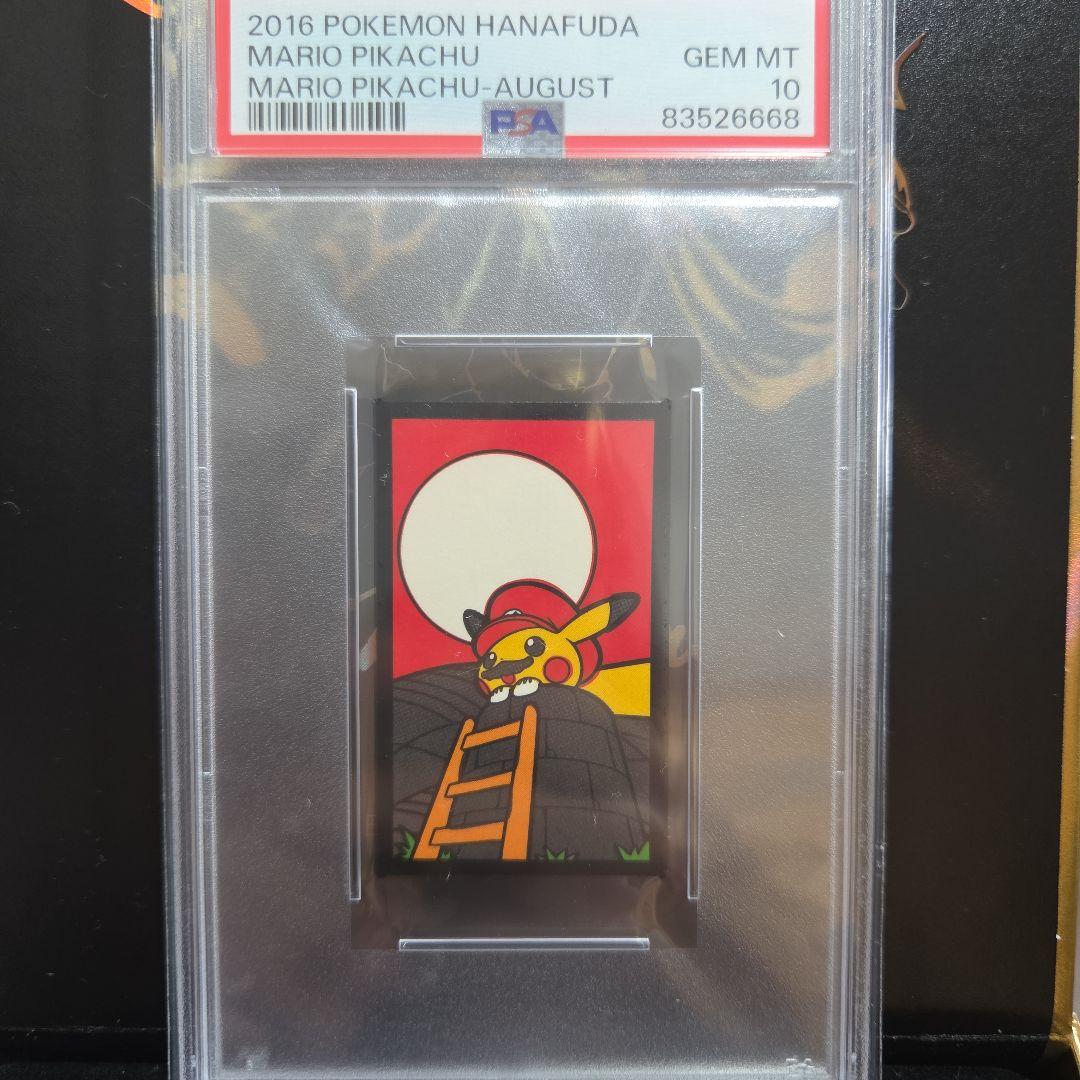 2016 POKEMON HANAFUDA
MARIO PIKACHU GEM MT
MARIO PIKACHU-AUGUST 10
PSA 83526668